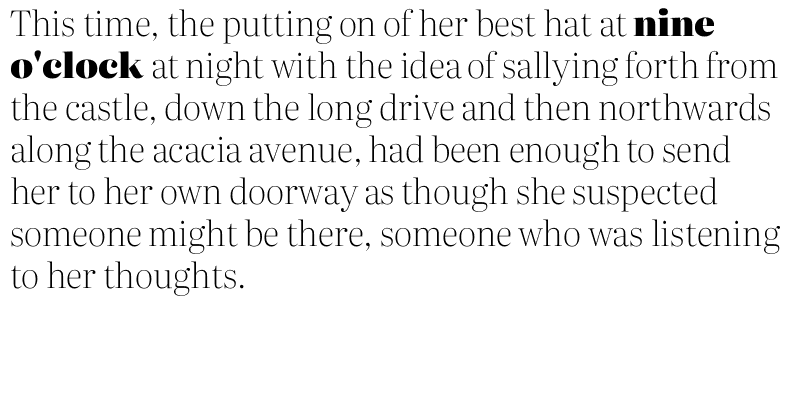 This time, the putting on of her best hat at nine
o'clock at night with the idea of sallying forth from
the castle, down the long drive and then northwards
along the acacia avenue, had been enough to send
her to her own doorway as though she suspected
someone might be there, someone who was listening
to her thoughts.